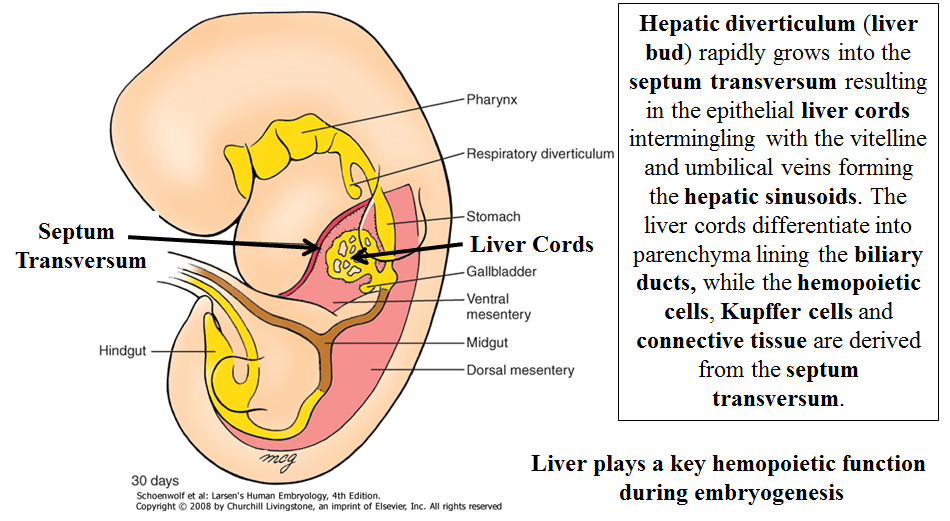 Hepatic diverticulum (liver
bud) rapidly grows into the
septum transversum resulting
in the epithelial liver cords
intermingling with the vitelline
and umbilical veins forming
the hepatic sinusoids. The
liver cords differentiate into
parenchyma lining the biliary
ducts, while the hemopoietic
cells, Kupffer cells and
connective tissue are derived
from the septum
transversum.
Pharynx
Respiratory diverticulum
Stomach
Septum
Transversum
Liver Cords
Gallbladder
Ventral
mesentery
Midgut
Hindgut
Dorsal mesentery
mcg
30 days
Schoenwolf et al: Larsen's Human Embryology, 4th Edition.
Copyright © 2008 by Churchill Livingstone, an imprint of Elsevier, Inc. All rights reserved
Liver plays a key hemopoietic function
during embryogenesis